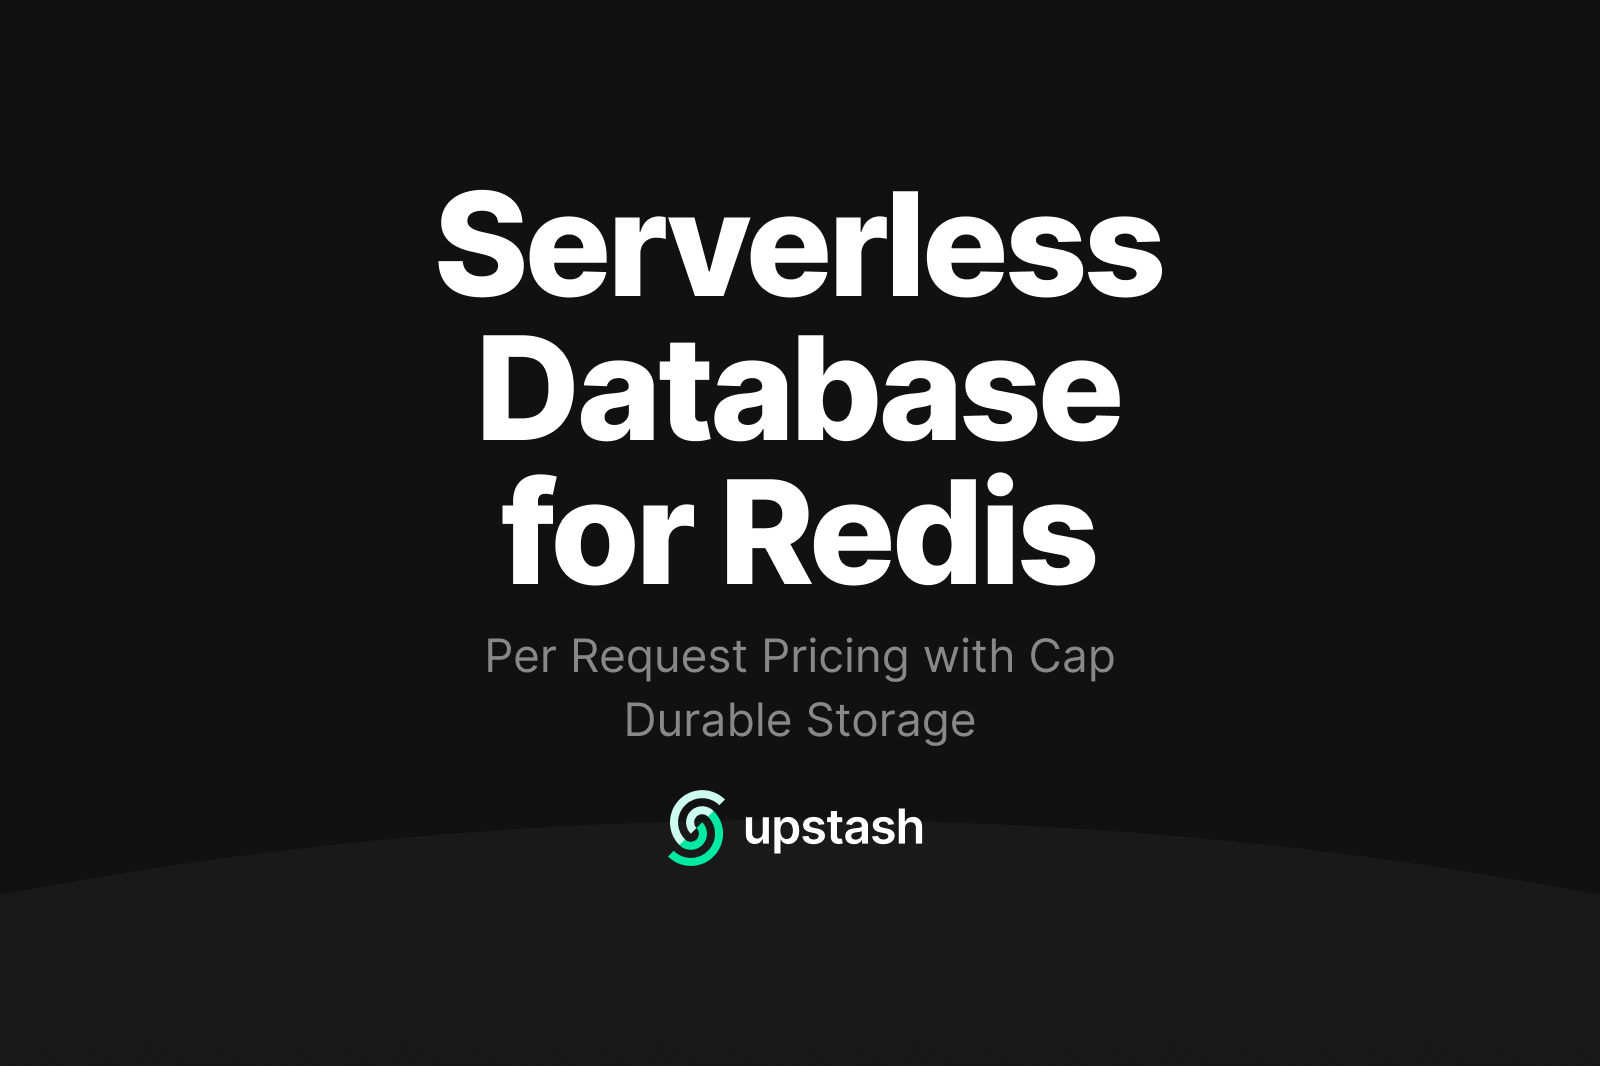 Serverless
Database
for Redis
Per Request Pricing with Cap
Durable Storage
upstash